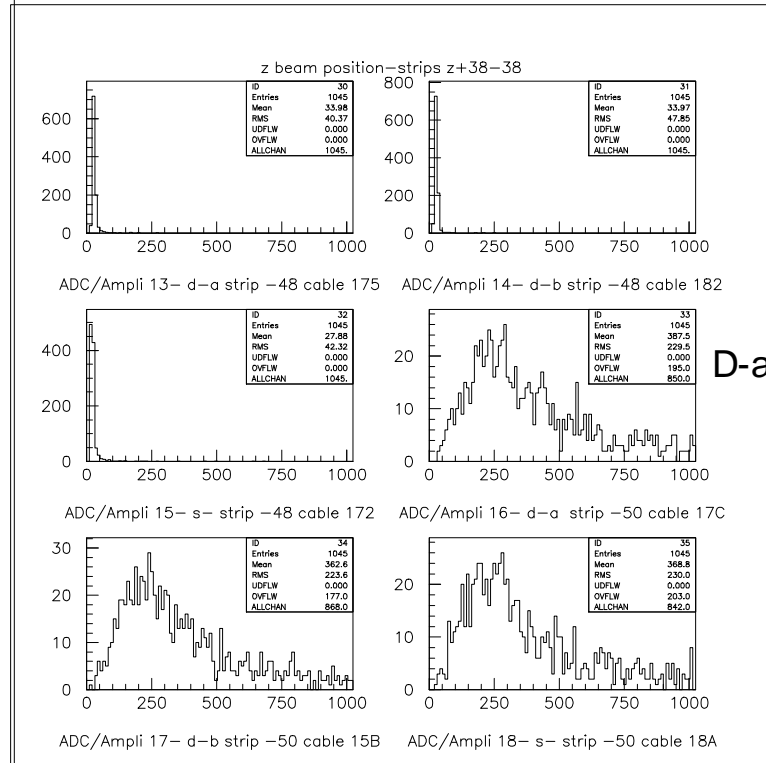 z beam position-strips z+38-38
ID 30
Entries 1045
Mean 33.98
RMS 40.37
UDFLW 0.000
OVFLW 0.000
ALLCHAN 1045.
600
400
200
0
0 250 500 750 1000
ADC/Ampli 13- d-a strip -48 cable 175
ID 31
Entries 1045
Mean 33.97
RMS 47.85
UDFLW 0.000
OVFLW 0.000
ALLCHAN 1045.
800
600
400
200
0
0 250 500 750 1000
ADC/Ampli 14- d-b strip -48 cable 182
ID 32
Entries 1045
Mean 27.88
RMS 42.32
UDFLW 0.000
OVFLW 0.000
ALLCHAN 1045.
400
200
0
0 250 500 750 1000
ADC/Ampli 15- s- strip -48 cable 172
ID 33
Entries 1045
Mean 387.5
RMS 229.5
UDFLW 0.000
OVFLW 195.0
ALLCHAN 850.0
20
10
0
0 250 500 750 1000
ADC/Ampli 16- d-a strip -50 cable 17C
D-a
ID 34
Entries 1045
Mean 362.6
RMS 223.6
UDFLW 0.000
OVFLW 177.0
ALLCHAN 868.0
30
20
10
0
0 250 500 750 1000
ADC/Ampli 17- d-b strip -50 cable 15B
ID 35
Entries 1045
Mean 368.8
RMS 230.0
UDFLW 0.000
OVFLW 203.0
ALLCHAN 842.0
20
10
0
0 250 500 750 1000
ADC/Ampli 18- s- strip -50 cable 18A